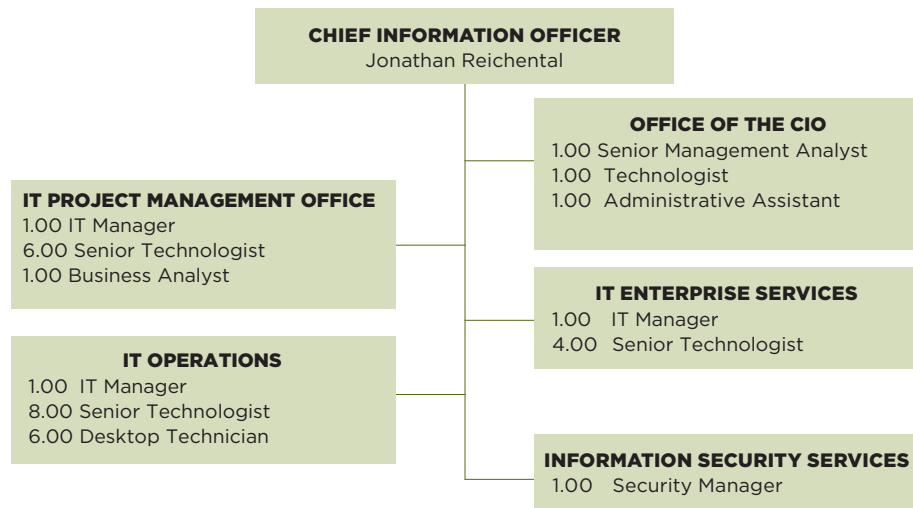 CHIEF INFORMATION OFFICER
Jonathan Reichental
OFFICE OF THE CIO
1.00 Senior Management Analyst
1.00 Technologist
1.00 Administrative Assistant
IT PROJECT MANAGEMENT OFFICE
1.00 IT Manager
6.00 Senior Technologist
1.00 Business Analyst
IT ENTERPRISE SERVICES
1.00 IT Manager
4.00 Senior Technologist
IT OPERATIONS
1.00 IT Manager
8.00 Senior Technologist
6.00 Desktop Technician
INFORMATION SECURITY SERVICES
1.00 Security Manager